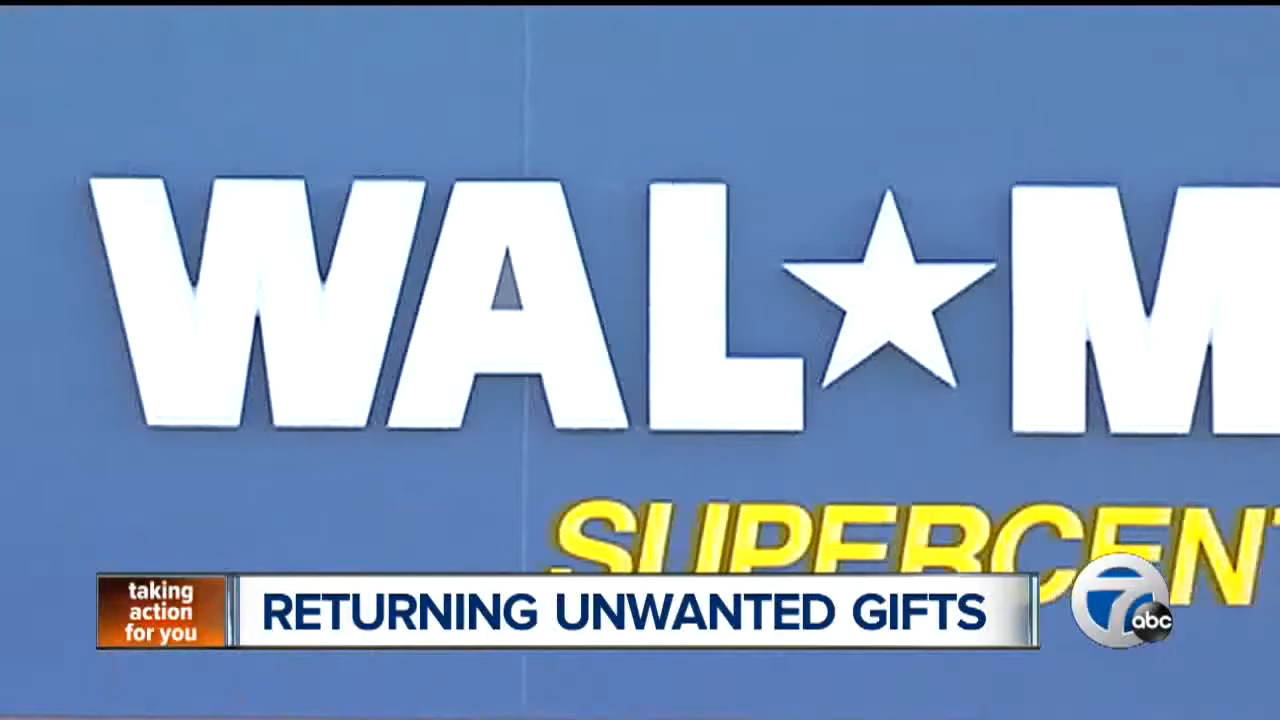 WAL★M
SUPERCENT
taking
action
for you
RETURNING UNWANTED GIFTS
7
abc